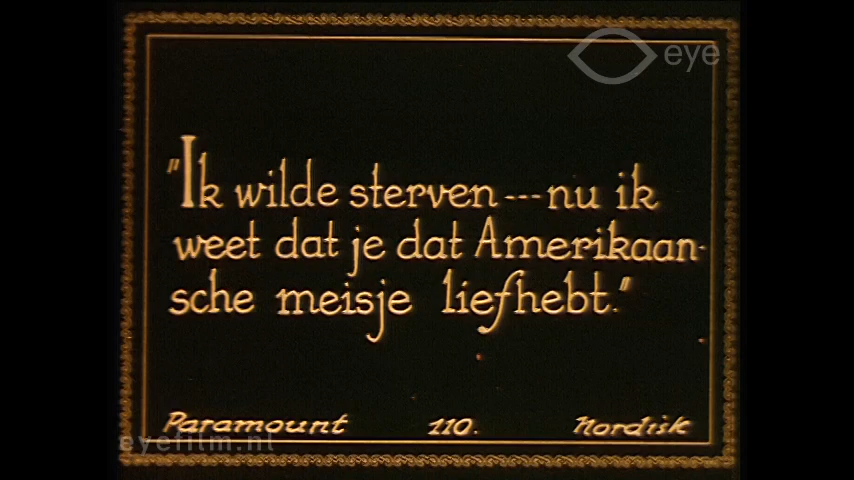 eye
"Ik wilde sterven --- nu ik
weet dat je dat Amerikaan-
sche meisje liefhebt."
Paramount 110. Nordisk
eyefilm.nl